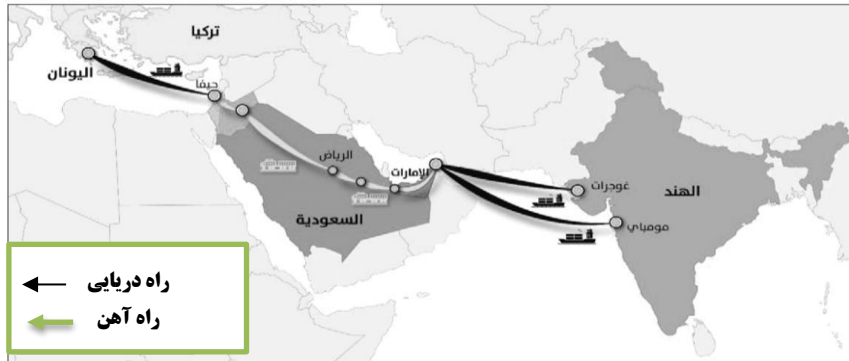 تركيا
اليونان
حيفا
الرياض
الإمارات
السعودية
غوجرات
الهند
مومباي
راه دریایی
راه آهن